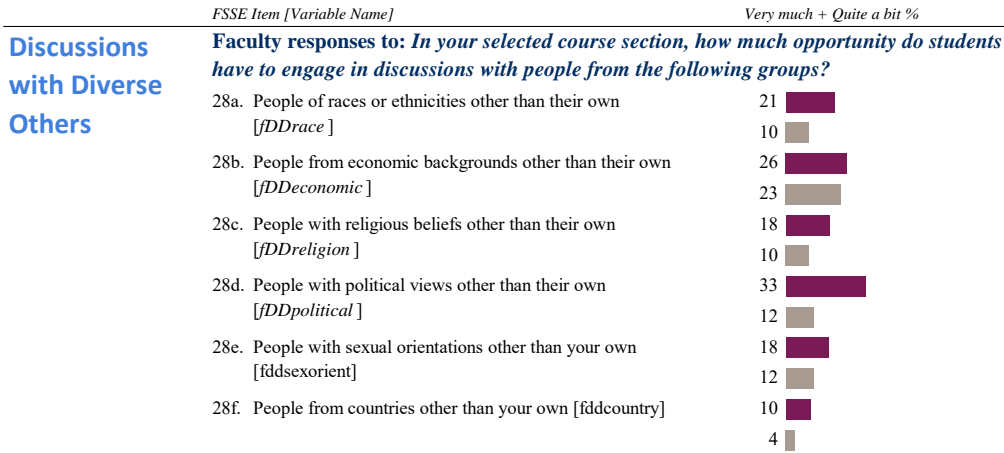 FSSE Item [Variable Name] Very much + Quite a bit %
Discussions
with Diverse
Others
Faculty responses to: In your selected course section, how much opportunity do students
have to engage in discussions with people from the following groups?
28a. People of races or ethnicities other than their own 21
[fDDrace ] 10
28b. People from economic backgrounds other than their own 26
[fDDeconomic ] 23
28c. People with religious beliefs other than their own 18
[fDDreligion ] 10
28d. People with political views other than their own 33
[fDDpolitical ] 12
28e. People with sexual orientations other than your own 18
[fddsexorient] 12
28f. People from countries other than your own [fddcountry] 10
4